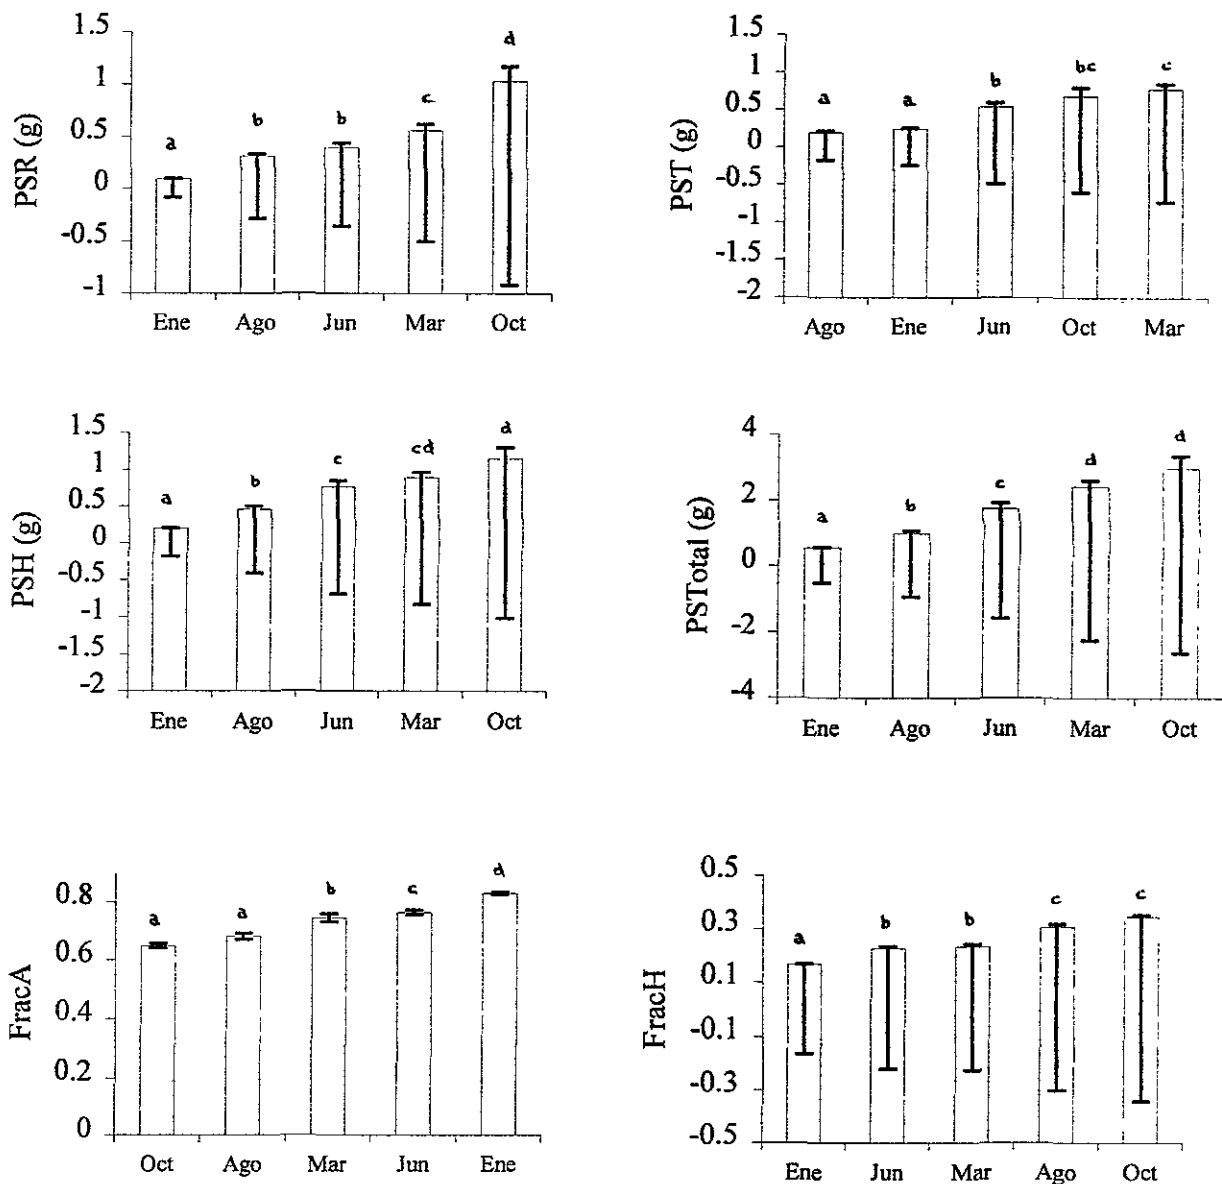 PSR (g)
1.5
1
0.5
0
-0.5
-1
a
b
b
c
d
Ene Ago Jun Mar Oct
PST (g)
1.5
1
0.5
0
-0.5
-1
-1.5
-2
a
a
b
bc
c
Ago Ene Jun Oct Mar
PSH (g)
1.5
1
0.5
0
-0.5
-1
-1.5
-2
a
b
c
cd
d
Ene Ago Jun Mar Oct
PSTotal (g)
4
2
0
-2
-4
a
b
c
d
d
Ene Ago Jun Mar Oct
FracA
0.8
0.6
0.4
0.2
0
a
a
b
c
d
Oct Ago Mar Jun Ene
FracH
0.5
0.3
0.1
-0.1
-0.3
-0.5
a
b
b
c
c
Ene Jun Mar Ago Oct